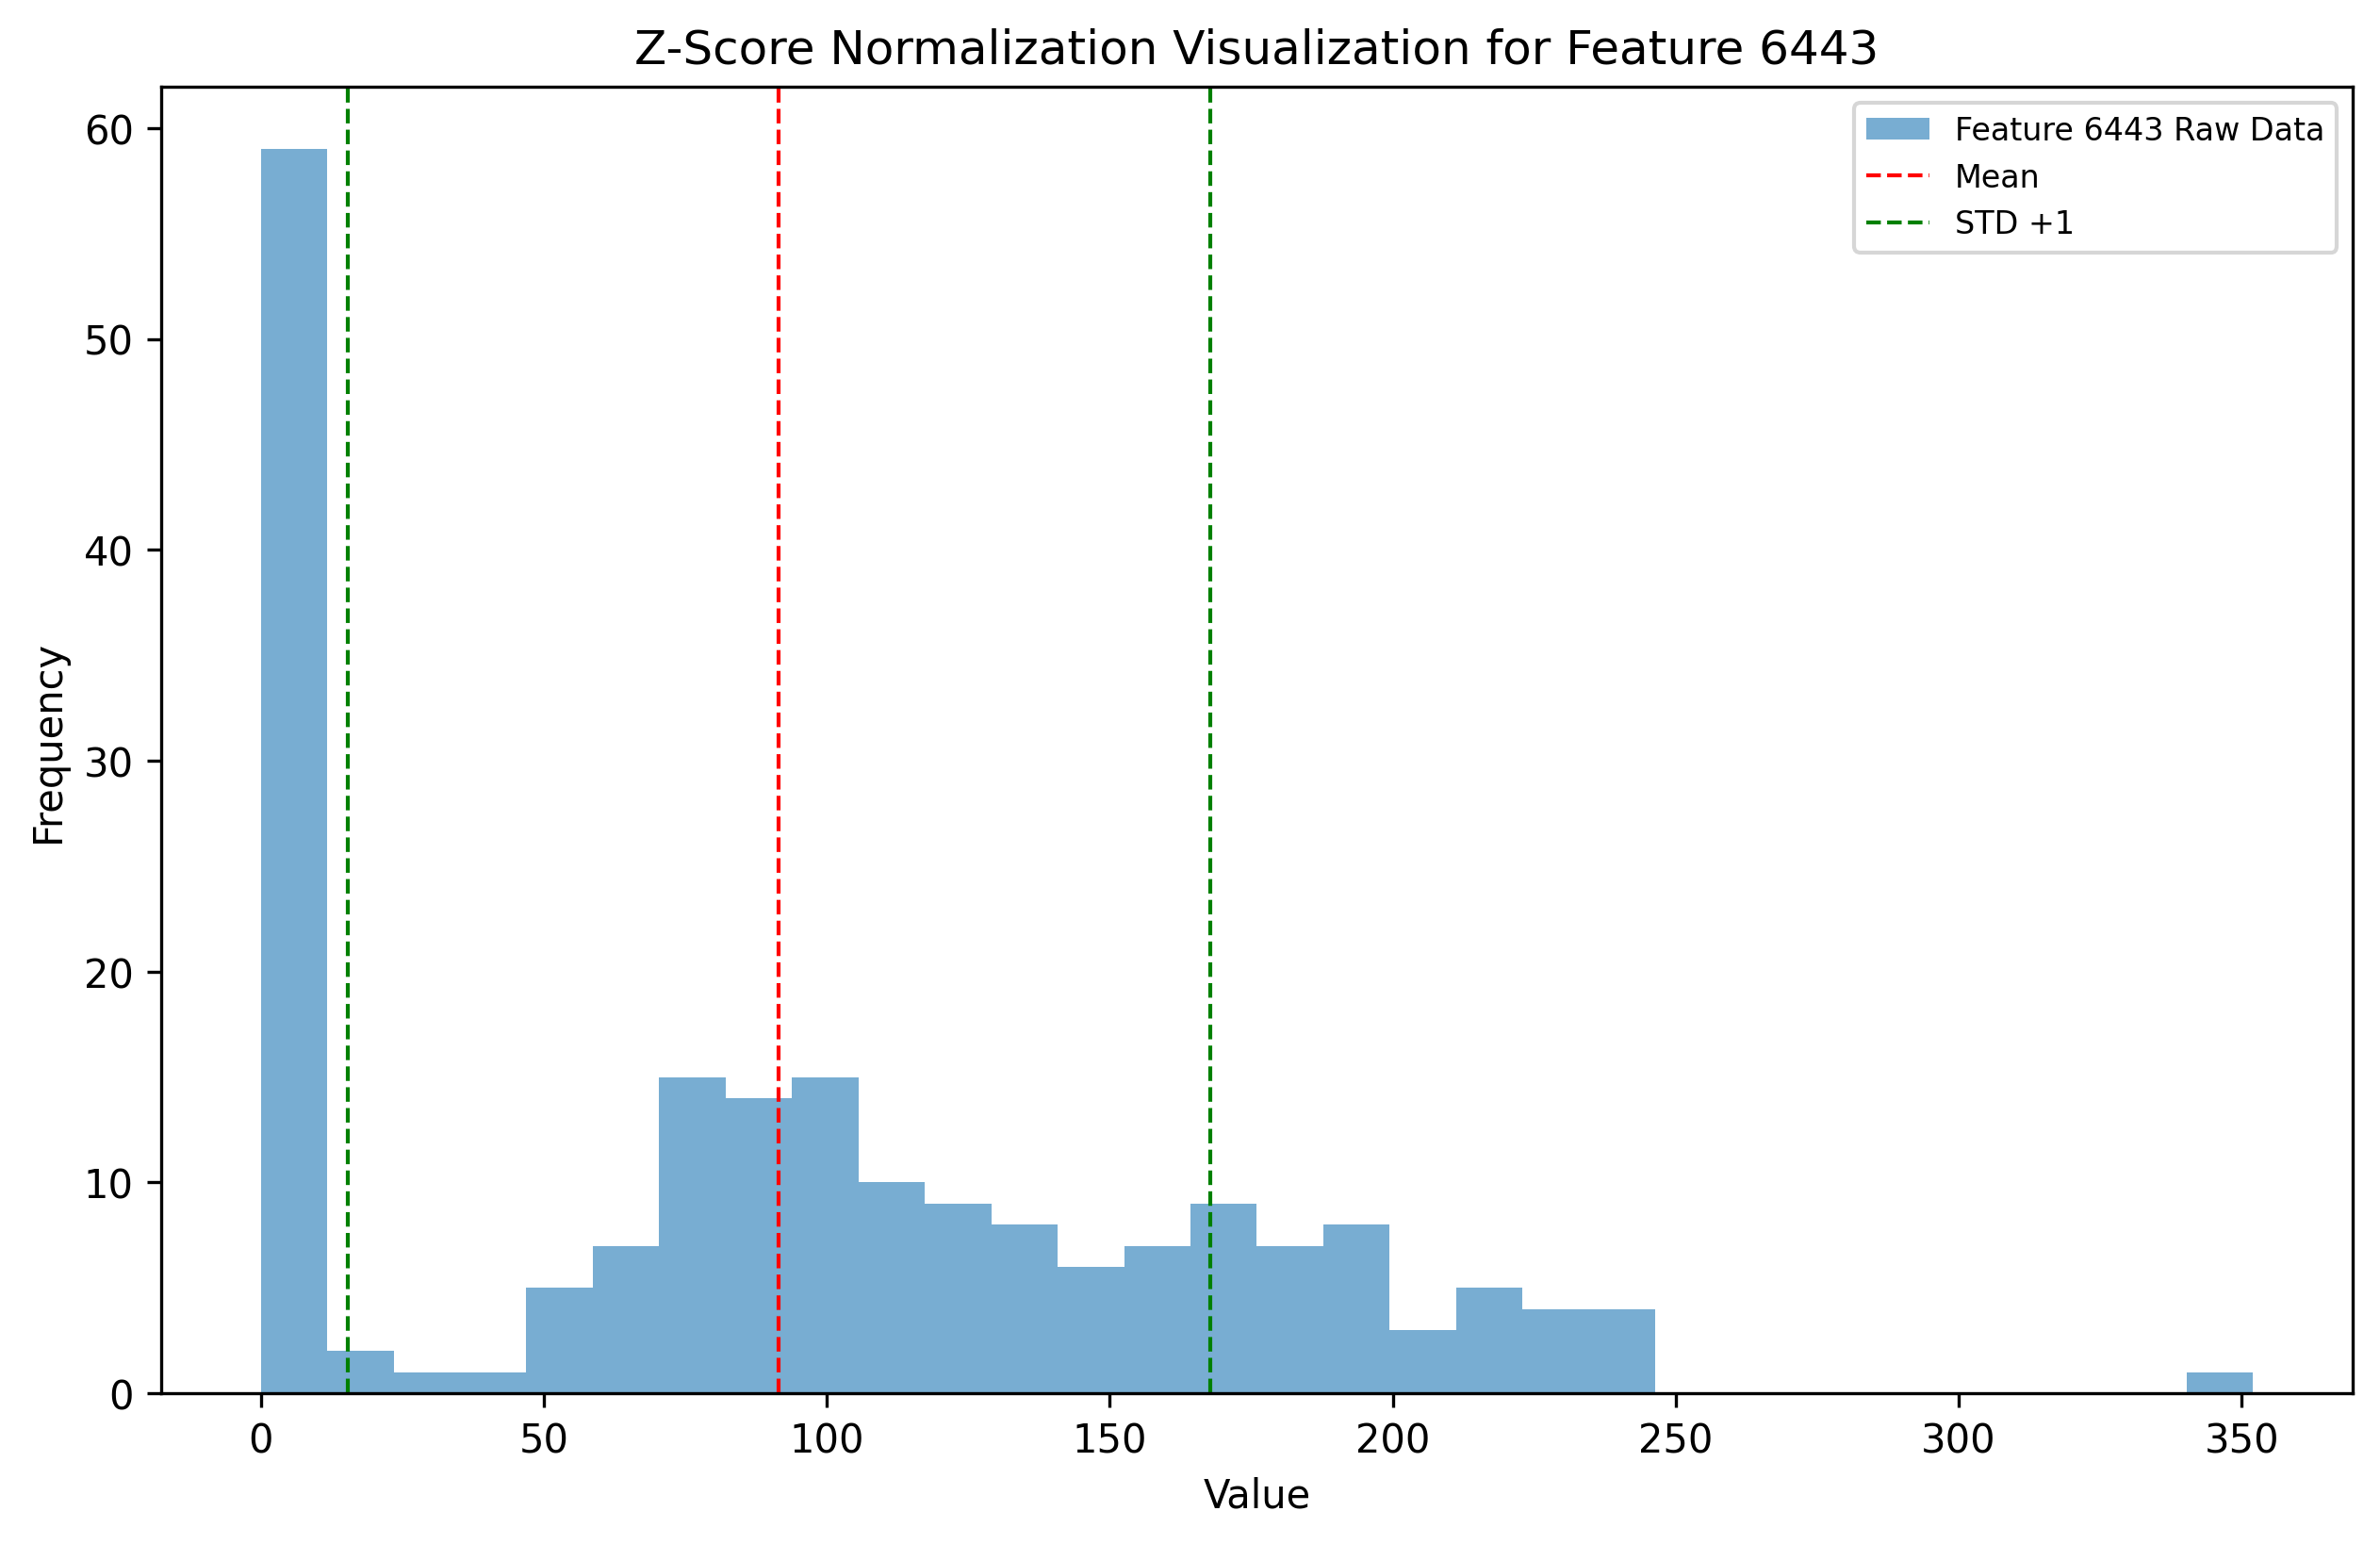 Z-Score Normalization Visualization for Feature 6443
Feature 6443 Raw Data
Mean
STD +1
60
50
40
30
20
10
0
Frequency
0 50 100 150 200 250 300 350
Value